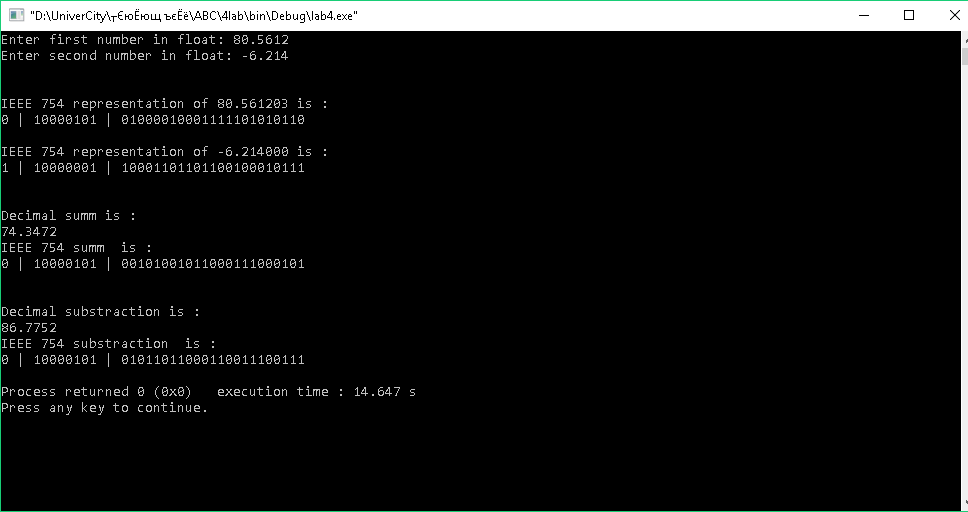 "D:\UniverCity\┬ЄюЁющ ъєЁё\ABC\4lab\bin\Debug\lab4.exe"
Enter first number in float: 80.5612
Enter second number in float: -6.214
IEEE 754 representation of 80.561203 is :
0 | 10000101 | 01000010001111101010110
IEEE 754 representation of -6.214000 is :
1 | 10000001 | 10001101101100100010111
Decimal summ is :
74.3472
IEEE 754 summ  is :
0 | 10000101 | 00101001011000111000101
Decimal substraction is :
86.7752
IEEE 754 substraction  is :
0 | 10000101 | 01011011000110011100111
Process returned 0 (0x0)   execution time : 14.647 s
Press any key to continue.